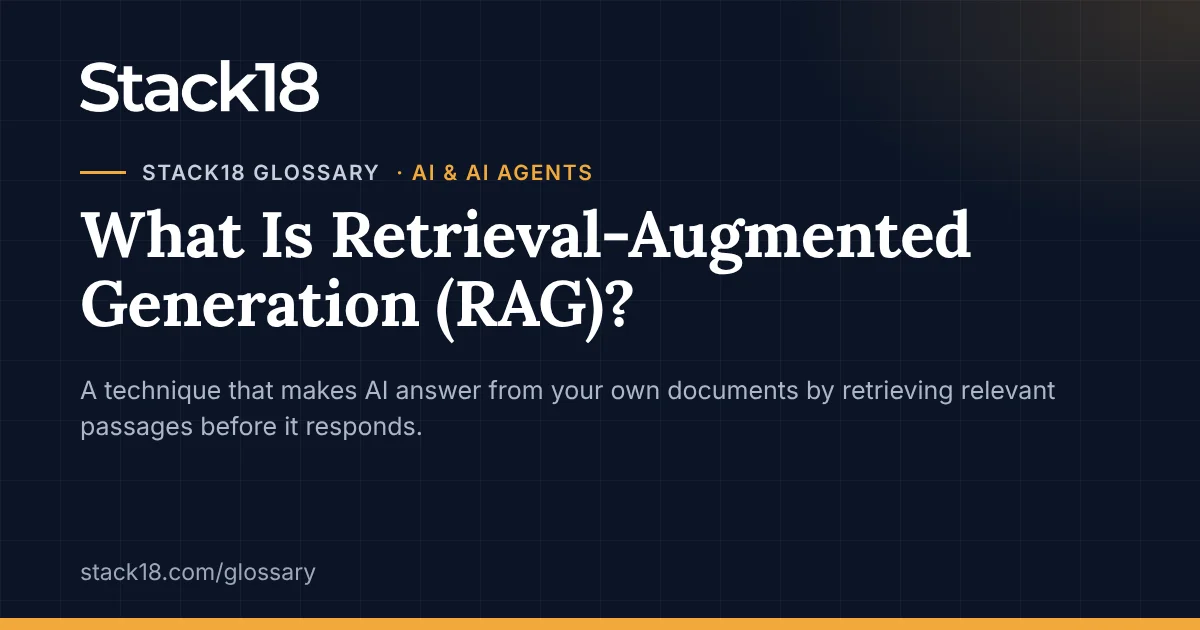 Stack18
STACK18 GLOSSARY · AI & AI AGENTS
What Is Retrieval-Augmented
Generation (RAG)?
A technique that makes AI answer from your own documents by retrieving relevant
passages before it responds.
stack18.com/glossary